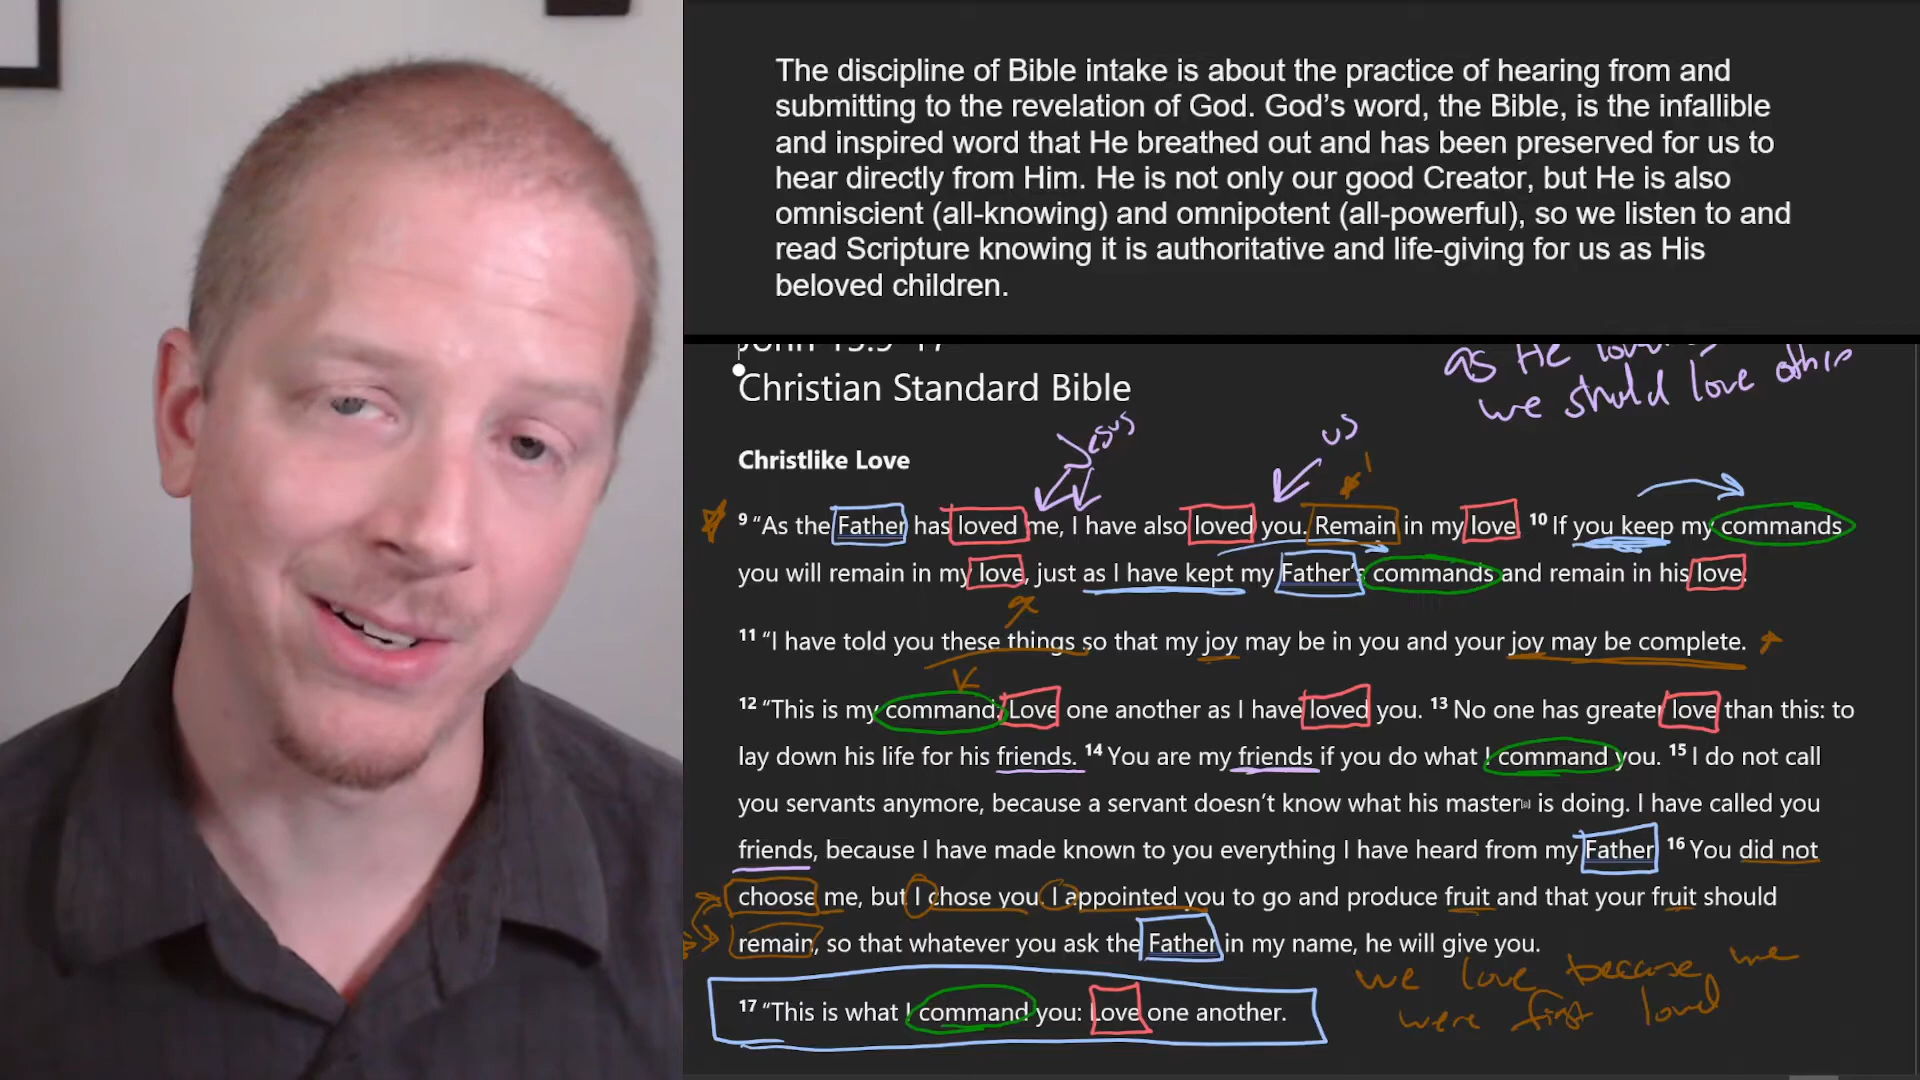 The discipline of Bible intake is about the practice of hearing from and
submitting to the revelation of God. God’s word, the Bible, is the infallible
and inspired word that He breathed out and has been preserved for us to
hear directly from Him. He is not only our good Creator, but He is also
omniscient (all-knowing) and omnipotent (all-powerful), so we listen to and
read Scripture knowing it is authoritative and life-giving for us as His
beloved children.
as He
we should love
Christian Standard Bible
Jesus
us
Christlike Love
9 “As the Father has loved me, I have also loved you. Remain in my love. 10 If you keep my commands
you will remain in my love, just as I have kept my Father’s commands and remain in his love.
11 “I have told you these things so that my joy may be in you and your joy may be complete.
12 “This is my command: Love one another as I have loved you. 13 No one has greater love than this: to
lay down his life for his friends. 14 You are my friends if you do what I command you. 15 I do not call
you servants anymore, because a servant doesn’t know what his master is doing. I have called you
friends, because I have made known to you everything I have heard from my Father. 16 You did not
choose me, but I chose you. I appointed you to go and produce fruit and that your fruit should
remain, so that whatever you ask the Father in my name, he will give you.
we love because we
were first loved
17 “This is what I command you: Love one another.